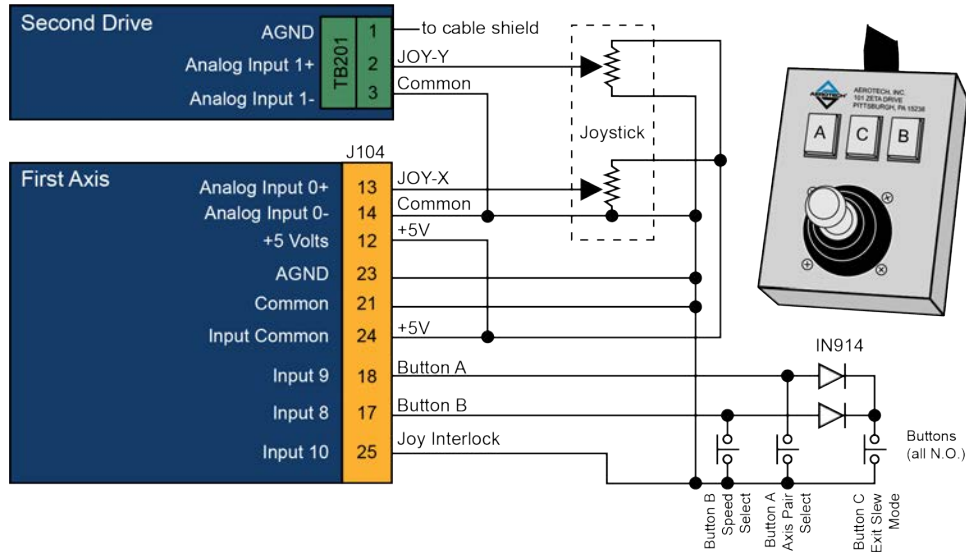 Second Drive
AGND
Analog Input 1+
Analog Input 1-
TB201
1
2
3
to cable shield
JOY-Y
Common
Joystick
AEROTECH
AEROTECH, INC.
101 ZETA DRIVE
PITTSBURGH, PA 15238
A
C
B
J104
First Axis
Analog Input 0+
13
JOY-X
Analog Input 0-
14
Common
+5 Volts
12
+5V
AGND
23
Common
21
Input Common
24
+5V
IN914
Input 9
18
Button A
Input 8
17
Button B
Input 10
25
Joy Interlock
Buttons
(all N.O.)
Button B
Speed
Select
Button A
Axis Pair
Select
Button C
Exit Slew
Mode